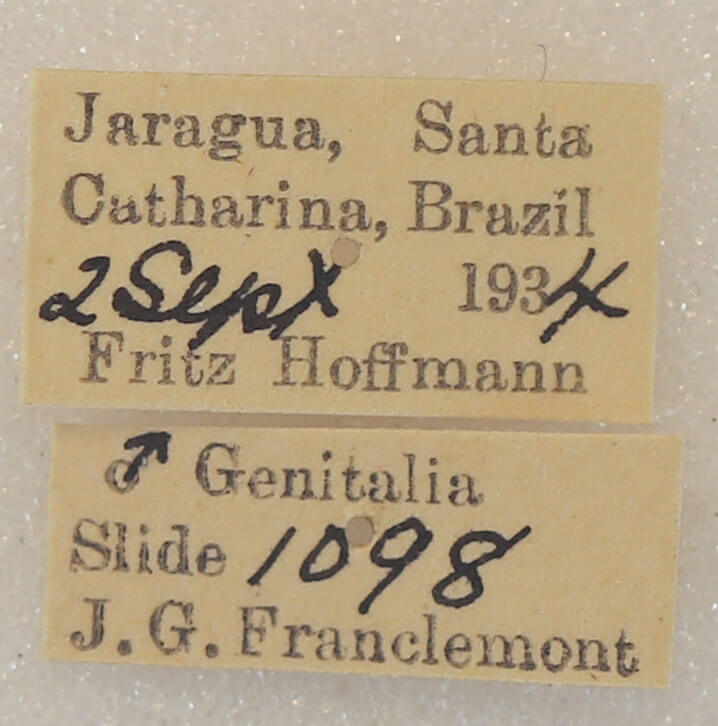 Jaragua, Santa
Catharina, Brazil
2 Sept 1934
Fritz Hoffmann
♂ Genitalia
Slide 1098
J. G. Franclemont